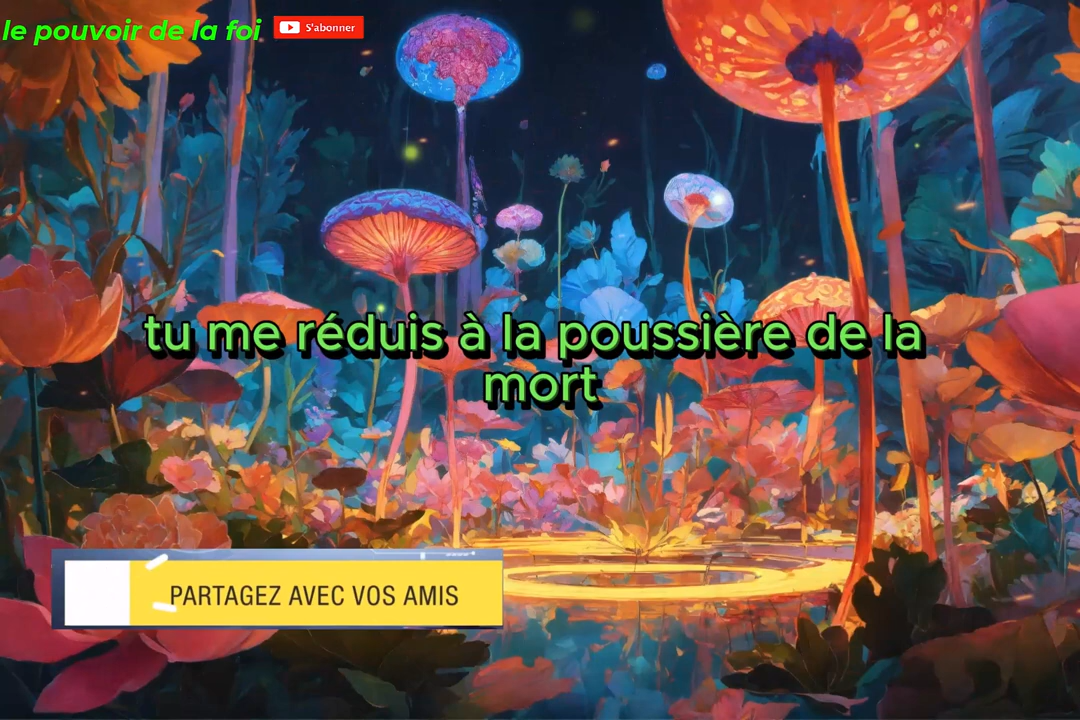 le pouvoir de la foi
S'abonner
tu me réduis à la poussière de la
mort
PARTAGEZ AVEC VOS AMIS